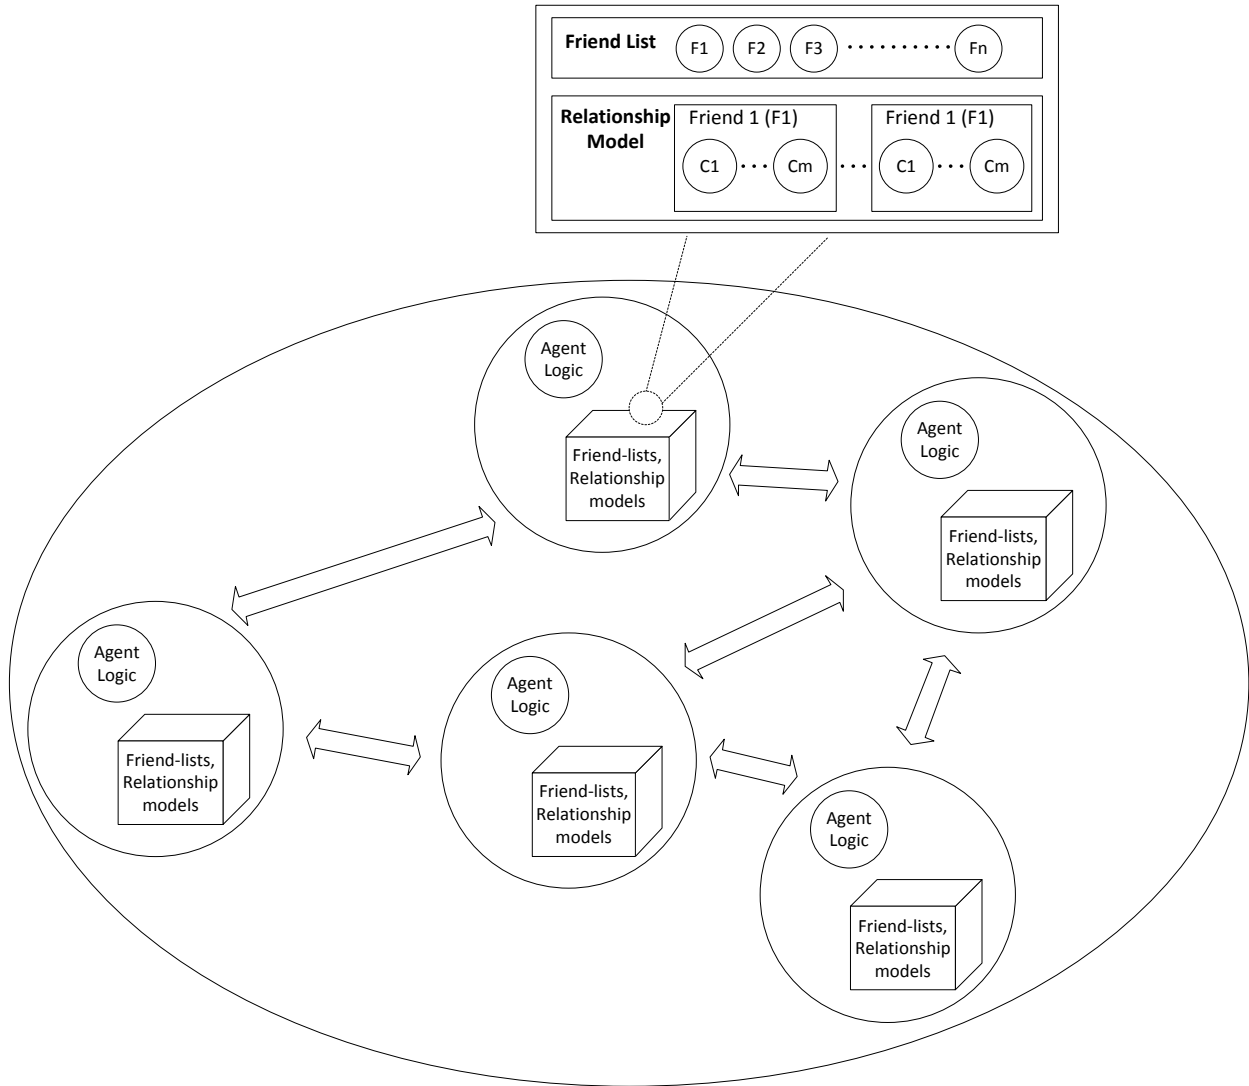 Friend List
F1 F2 F3 .......... Fn
Relationship
Model
Friend 1 (F1)
C1 ... Cm
...
Friend 1 (F1)
C1 ... Cm
Agent
Logic
Friend-lists,
Relationship
models
Agent
Logic
Friend-lists,
Relationship
models
Agent
Logic
Friend-lists,
Relationship
models
Agent
Logic
Friend-lists,
Relationship
models
Agent
Logic
Friend-lists,
Relationship
models